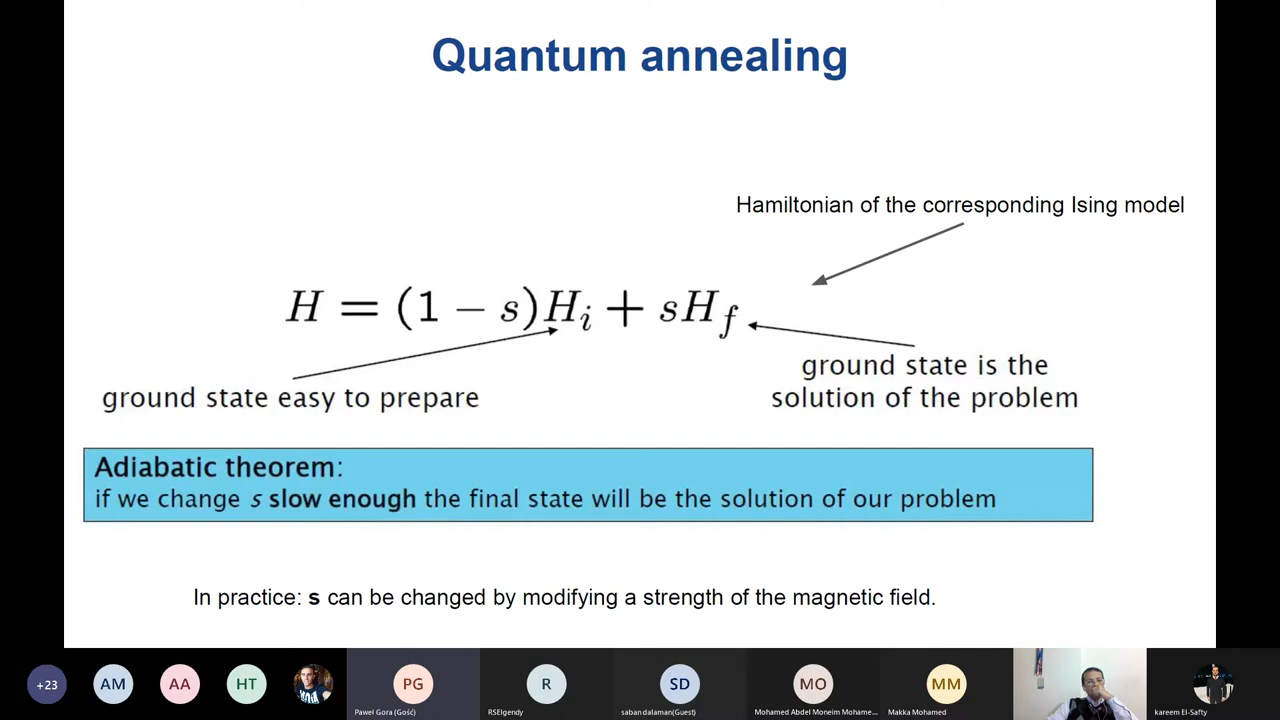 Quantum annealing
Hamiltonian of the corresponding Ising model
H = (1 − s)H_i + sH_f
ground state easy to prepare
ground state is the
solution of the problem
Adiabatic theorem:
if we change s slow enough the final state will be the solution of our problem
In practice: s can be changed by modifying a strength of the magnetic field.
+23
AM
AA
HT
PG
R
SD
MO
MM
Paweł Gora (Gość)
RSElgendy
saban dalaman(Guest)
Mohamed Abdel Moneim Mohame...
Makka Mohamed
kareem El-Safty